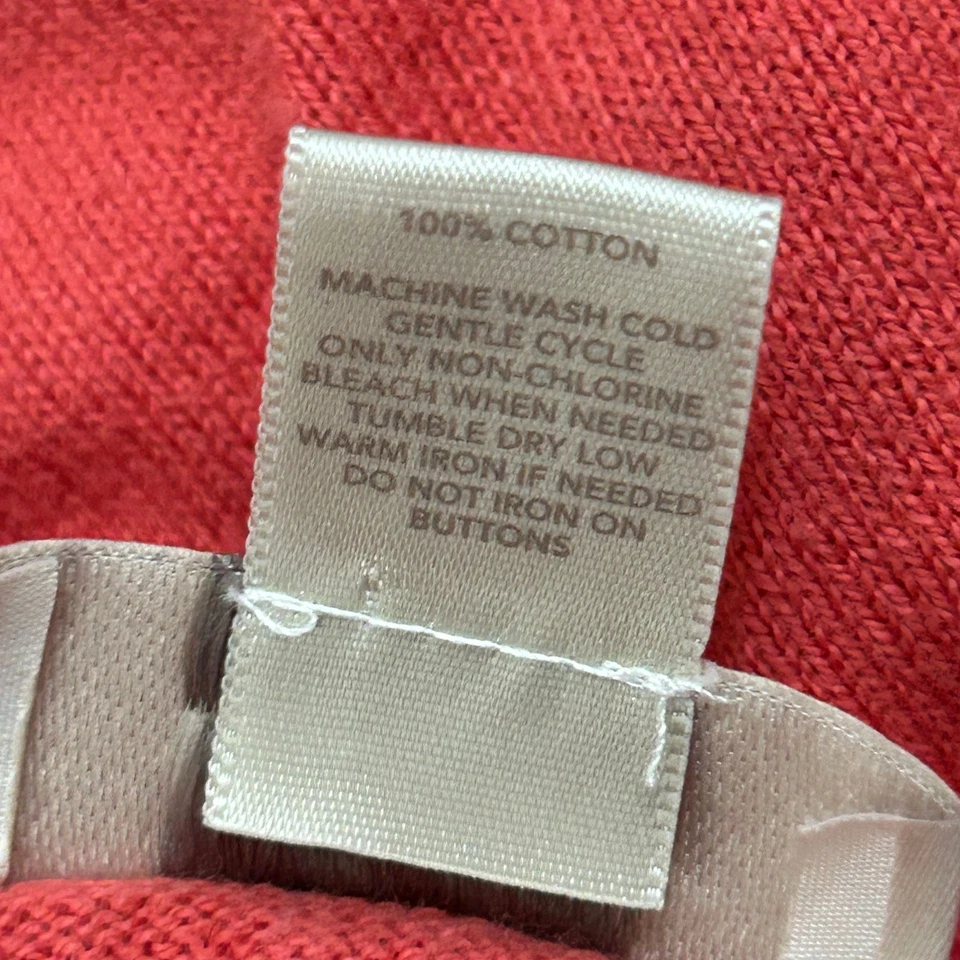 100% COTTON
MACHINE WASH COLD
GENTLE CYCLE
ONLY NON-CHLORINE
BLEACH WHEN NEEDED
TUMBLE DRY LOW
WARM IRON IF NEEDED
DO NOT IRON ON
BUTTONS